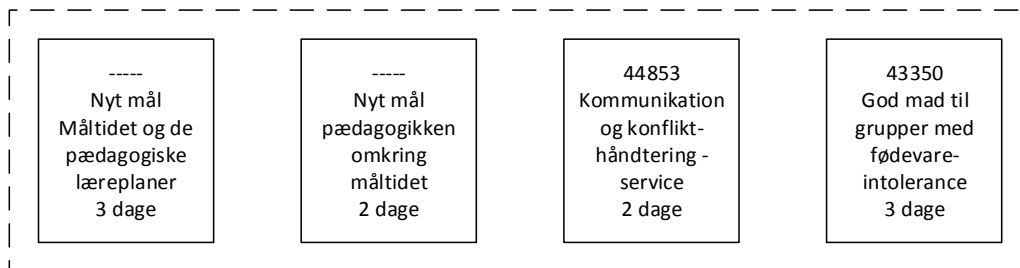 -----
Nyt mål
Måltidet og de
pædagogiske
læreplaner
3 dage
-----
Nyt mål
pædagogikken
omkring
måltidet
2 dage
44853
Kommunikation
og konflikt-
håndtering -
service
2 dage
43350
God mad til
grupper med
fødevare-
intolerance
3 dage